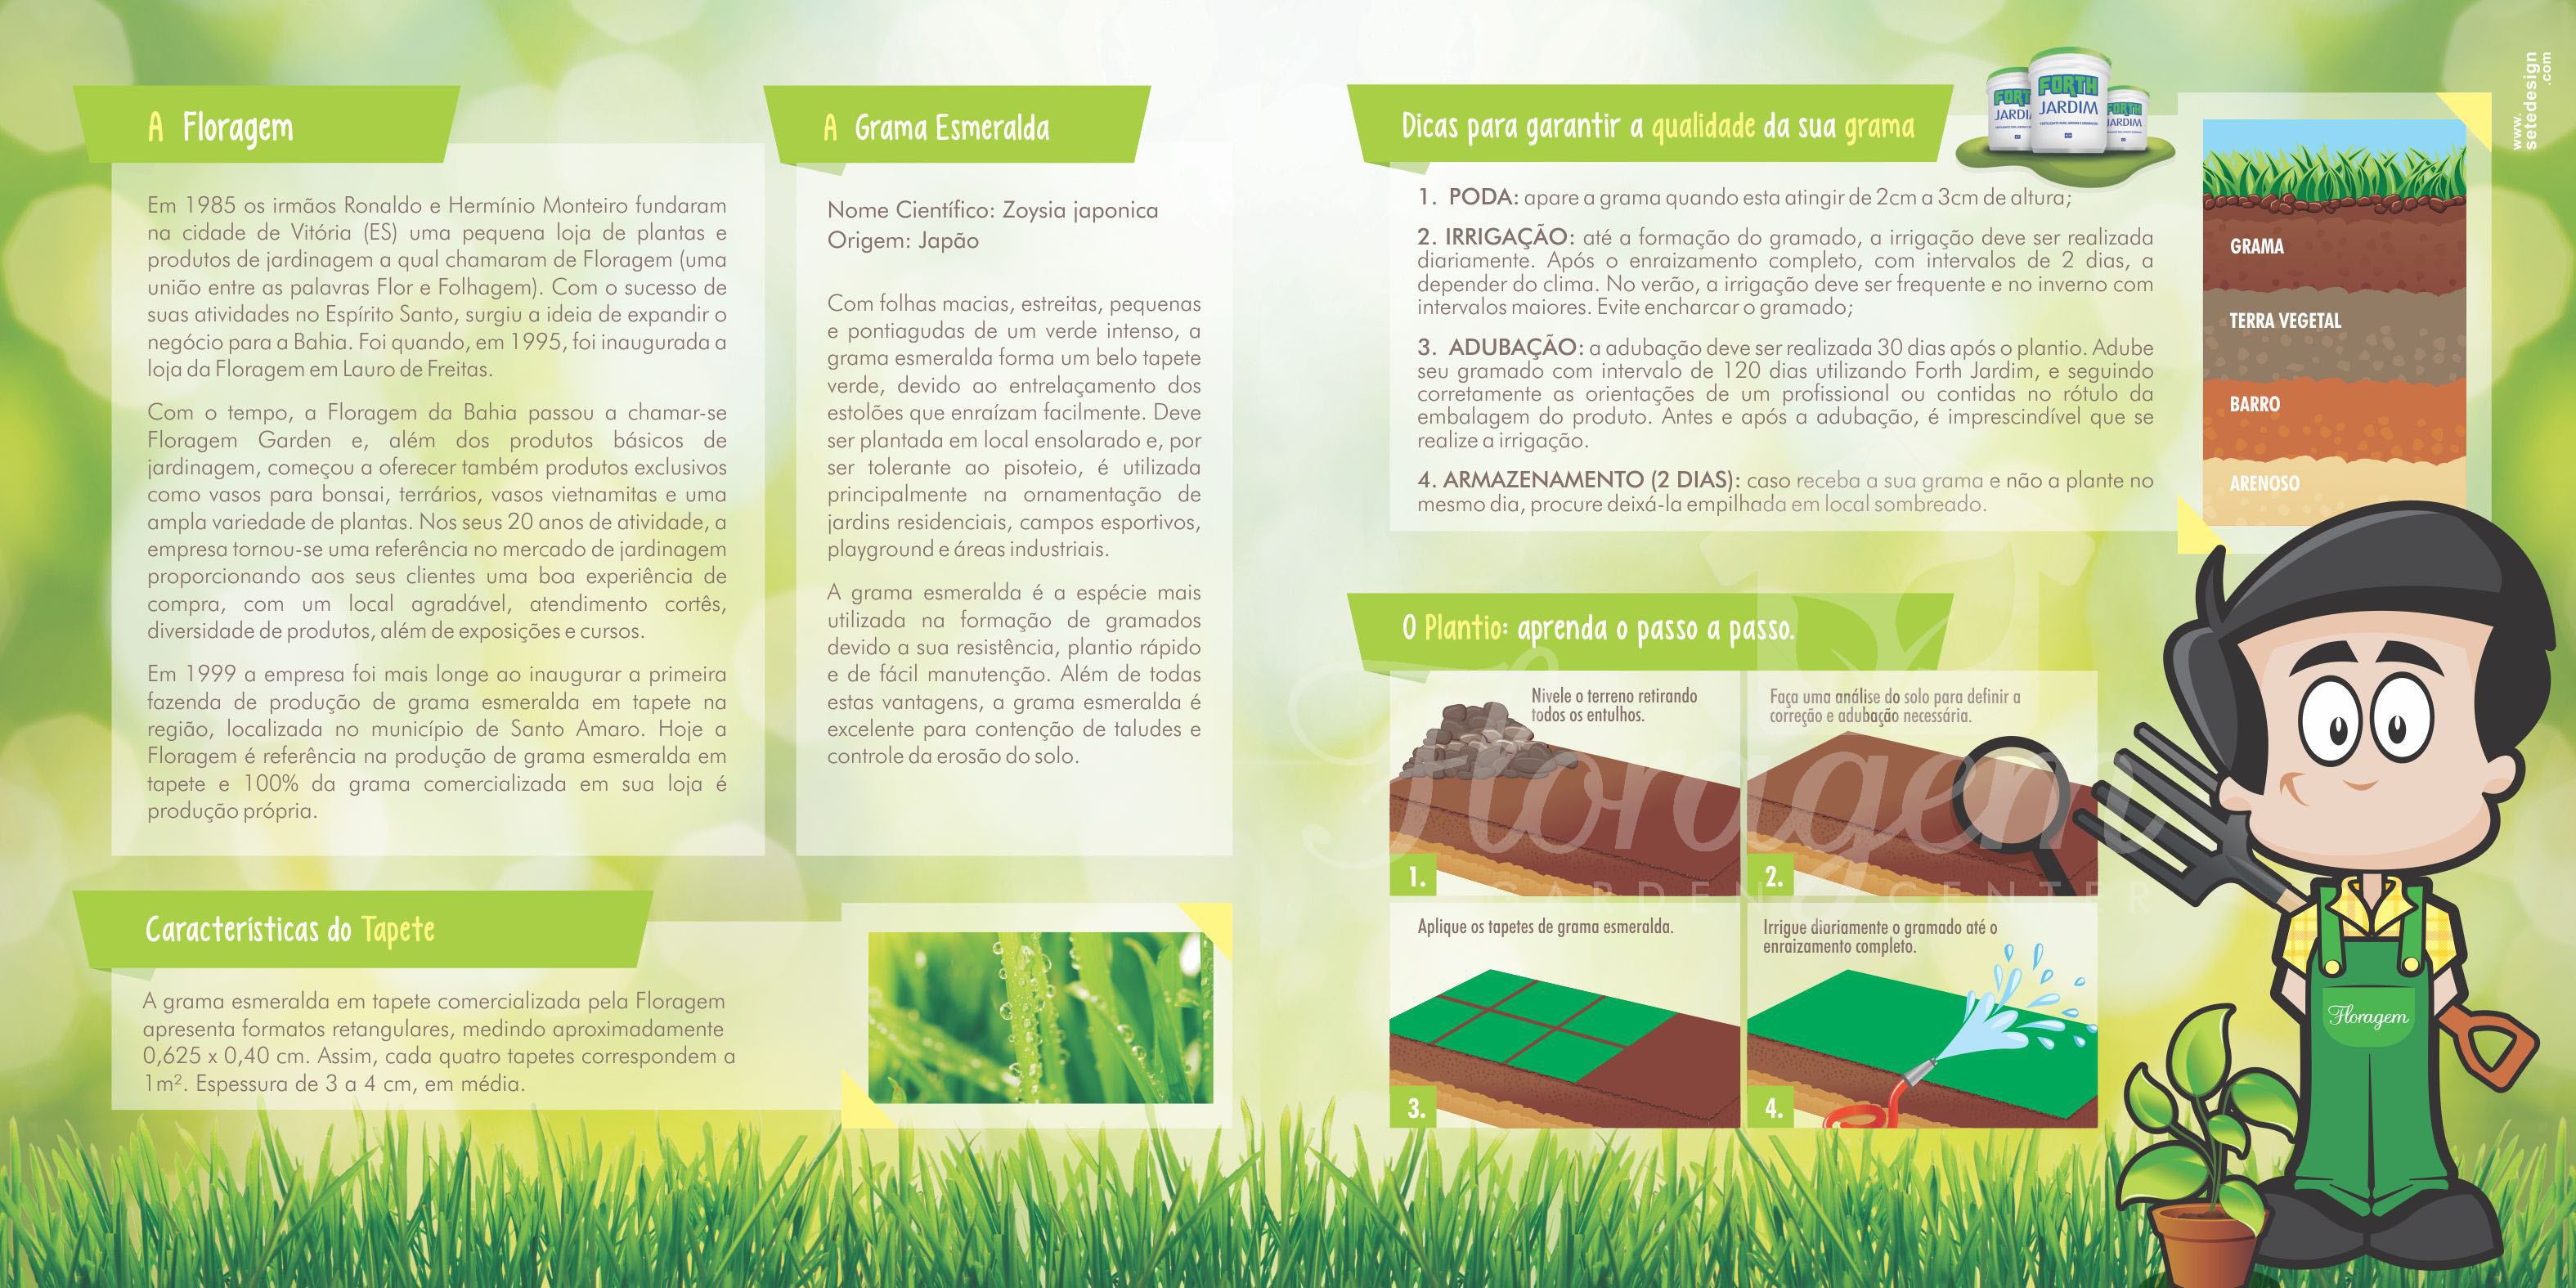 A Floragem
Em 1985 os irmãos Ronaldo e Hermínio Monteiro fundaram
na cidade de Vitória (ES) uma pequena loja de plantas e
produtos de jardinagem a qual chamaram de Floragem (uma
união entre as palavras Flor e Folhagem). Com o sucesso de
suas atividades no Espírito Santo, surgiu a ideia de expandir o
negócio para a Bahia. Foi quando, em 1995, foi inaugurada a
loja da Floragem em Lauro de Freitas.
Com o tempo, a Floragem da Bahia passou a chamar-se
Floragem Garden e, além dos produtos básicos de
jardinagem, começou a oferecer também produtos exclusivos
como vasos para bonsai, terrários, vasos vietnamitas e uma
ampla variedade de plantas. Nos seus 20 anos de atividade, a
empresa tornou-se uma referência no mercado de jardinagem
proporcionando aos seus clientes uma boa experiência de
compra, com um local agradável, atendimento cortês,
diversidade de produtos, além de exposições e cursos.
Em 1999 a empresa foi mais longe ao inaugurar a primeira
fazenda de produção de grama esmeralda em tapete na
região, localizada no município de Santo Amaro. Hoje a
Floragem é referência na produção de grama esmeralda em
tapete e 100% da grama comercializada em sua loja é
produção própria.
A Grama Esmeralda
Nome Científico: Zoysia japonica
Origem: Japão
Com folhas macias, estreitas, pequenas
e pontiagudas de um verde intenso, a
grama esmeralda forma um belo tapete
verde, devido ao entrelaçamento dos
estolões que enraízam facilmente. Deve
ser plantada em local ensolarado e, por
ser tolerante ao pisoteio, é utilizada
principalmente na ornamentação de
jardins residenciais, campos esportivos,
playground e áreas industriais.
A grama esmeralda é a espécie mais
utilizada na formação de gramados
devido a sua resistência, plantio rápido
e de fácil manutenção. Além de todas
estas vantagens, a grama esmeralda é
excelente para contenção de taludes e
controle da erosão do solo.
Características do Tapete
A grama esmeralda em tapete comercializada pela Floragem
apresenta formatos retangulares, medindo aproximadamente
0,625 x 0,40 cm. Assim, cada quatro tapetes correspondem a
1m². Espessura de 3 a 4 cm, em média.
Dicas para garantir a qualidade da sua grama
FORTH
JARDIM
FORTH
JARDIM
1. PODA: apare a grama quando esta atingir de 2cm a 3cm de altura;
2. IRRIGAÇÃO: até a formação do gramado, a irrigação deve ser realizada
diariamente. Após o enraizamento completo, com intervalos de 2 dias, a
depender do clima. No verão, a irrigação deve ser frequente e no inverno com
intervalos maiores. Evite encharcar o gramado;
3. ADUBAÇÃO: a adubação deve ser realizada 30 dias após o plantio. Adube
seu gramado com intervalo de 120 dias utilizando Forth Jardim, e seguindo
corretamente as orientações de um profissional ou contidas no rótulo da
embalagem do produto. Antes e após a adubação, é imprescindível que se
realize a irrigação.
4. ARMAZENAMENTO (2 DIAS): caso receba a sua grama e não a plante no
mesmo dia, procure deixá-la empilhada em local sombreado.
GRAMA
TERRA VEGETAL
BARRO
ARENOSO
www.
setedesign
.com
O Plantio: aprenda o passo a passo.
Nivele o terreno retirando
todos os entulhos.
1.
Faça uma análise do solo para definir a
correção e adubação necessária.
2.
Floragem
GARDEN CENTER
Aplique os tapetes de grama esmeralda.
3.
Irrigue diariamente o gramado até o
enraizamento completo.
4.
Floragem